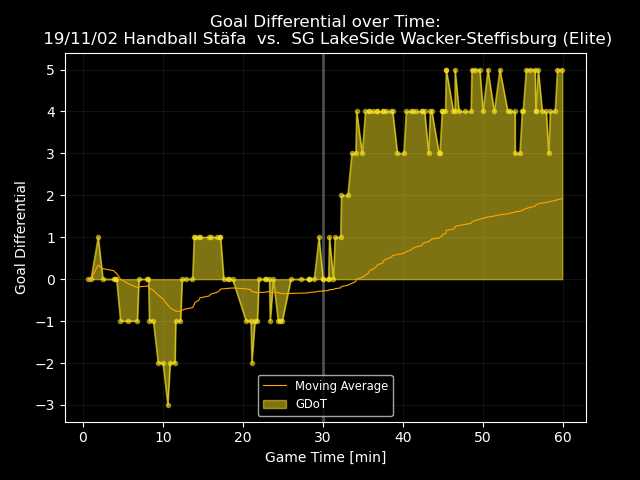 Goal Differential over Time:
19/11/02 Handball Stäfa vs. SG LakeSide Wacker-Steffisburg (Elite)
Goal Differential
5
4
3
2
1
0
−1
−2
−3
Moving Average
GDoT
0 10 20 30 40 50 60
Game Time [min]